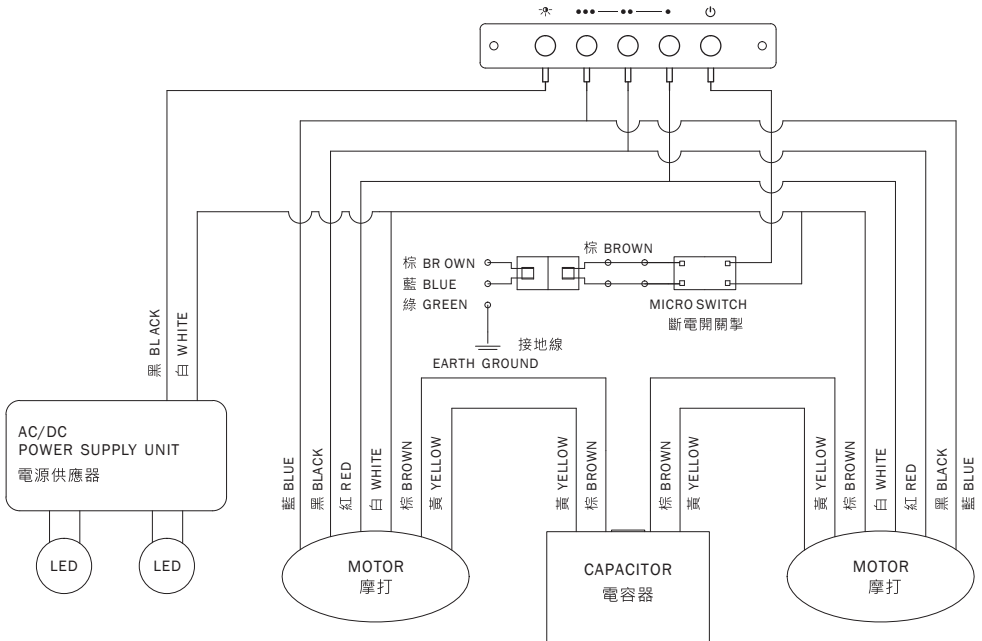 棕 BROWN
棕 BR OWN
藍 BLUE
綠 GREEN
MICRO SWITCH
斷電開關掣
接地線
EARTH GROUND
黑 BLACK
白 WHITE
AC/DC
POWER SUPPLY UNIT
電源供應器
LED
LED
藍 BLUE
黑 BLACK
紅 RED
白 WHITE
棕 BROWN
黃 YELLOW
MOTOR
摩打
黃 YELLOW
棕 BROWN
棕 BROWN
黃 YELLOW
CAPACITOR
電容器
黃 YELLOW
棕 BROWN
白 WHITE
紅 RED
黑 BLACK
藍 BLUE
MOTOR
摩打